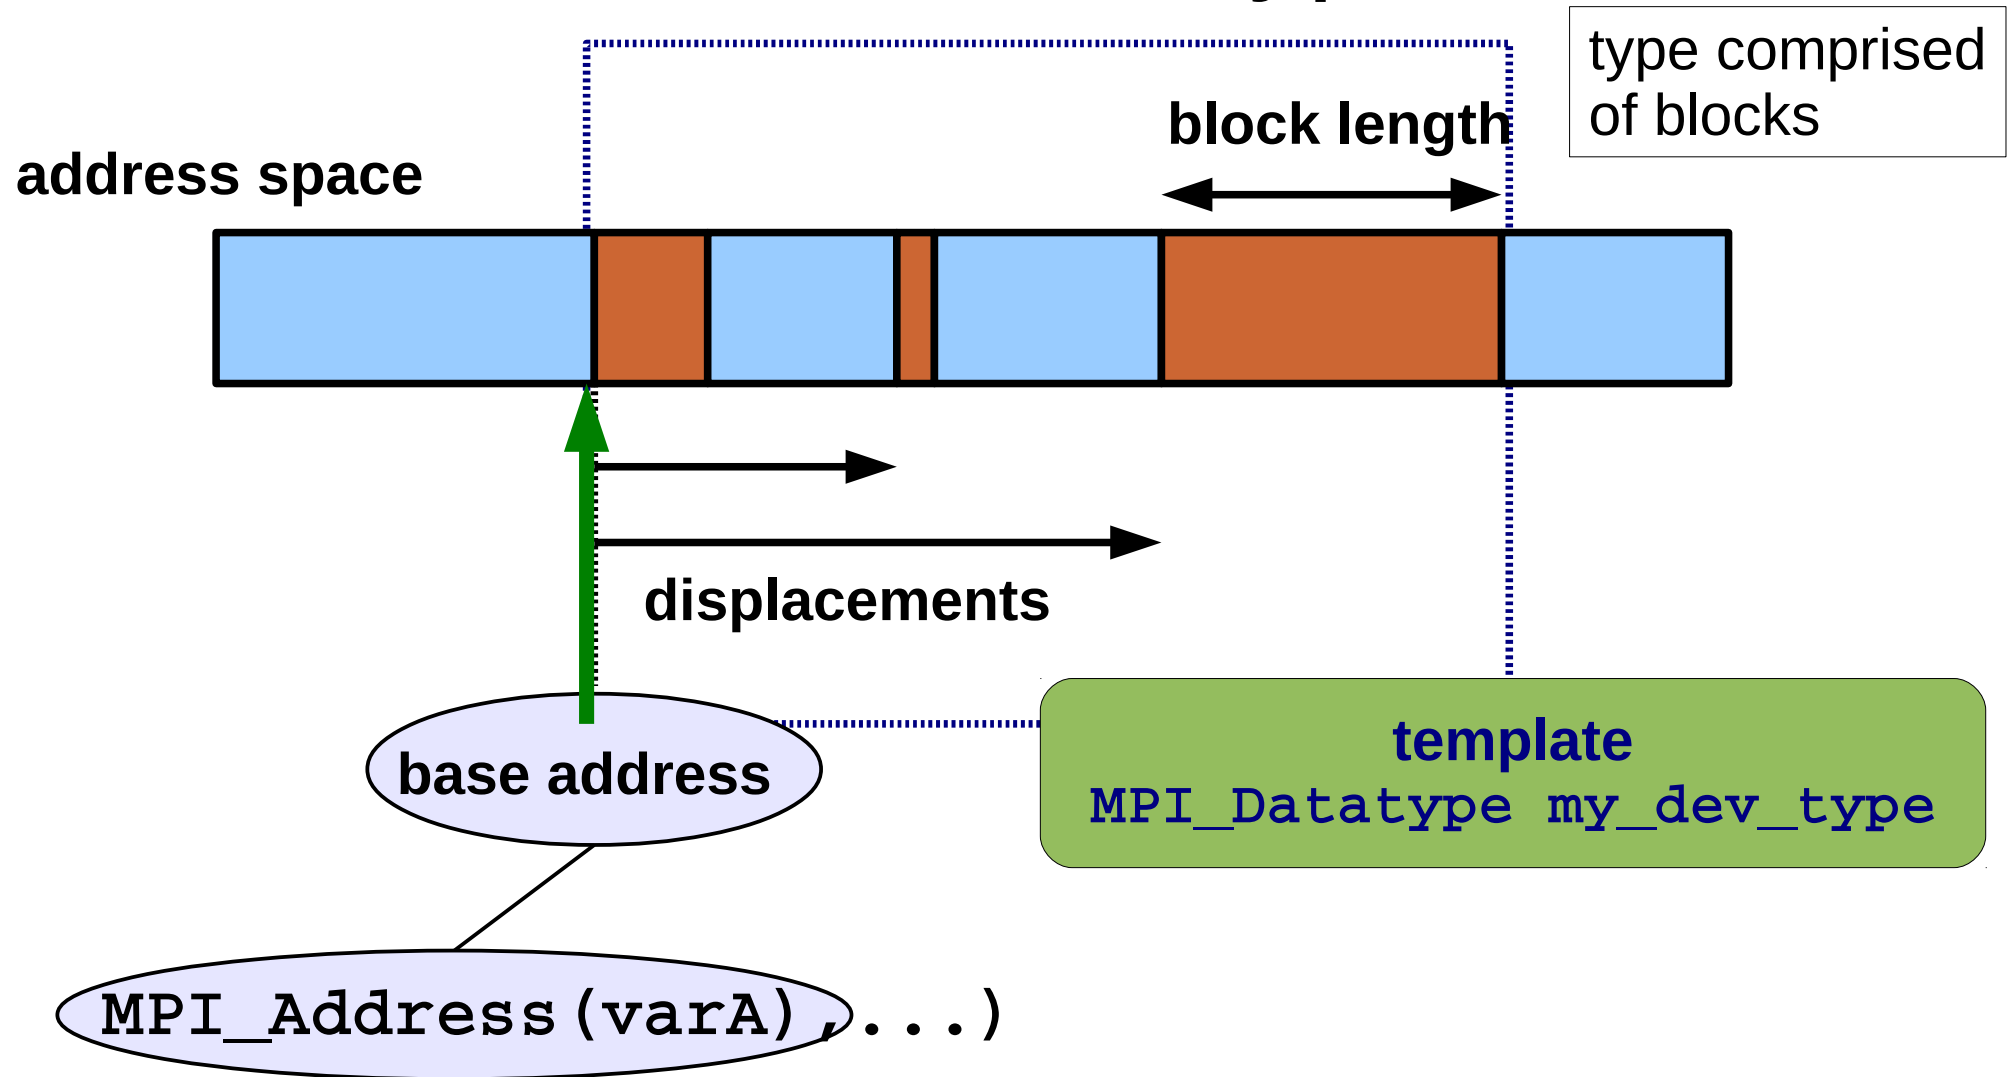 type comprised
of blocks
block length
address space
displacements
base address
template
MPI_Datatype my_dev_type
MPI_Address(varA),...)